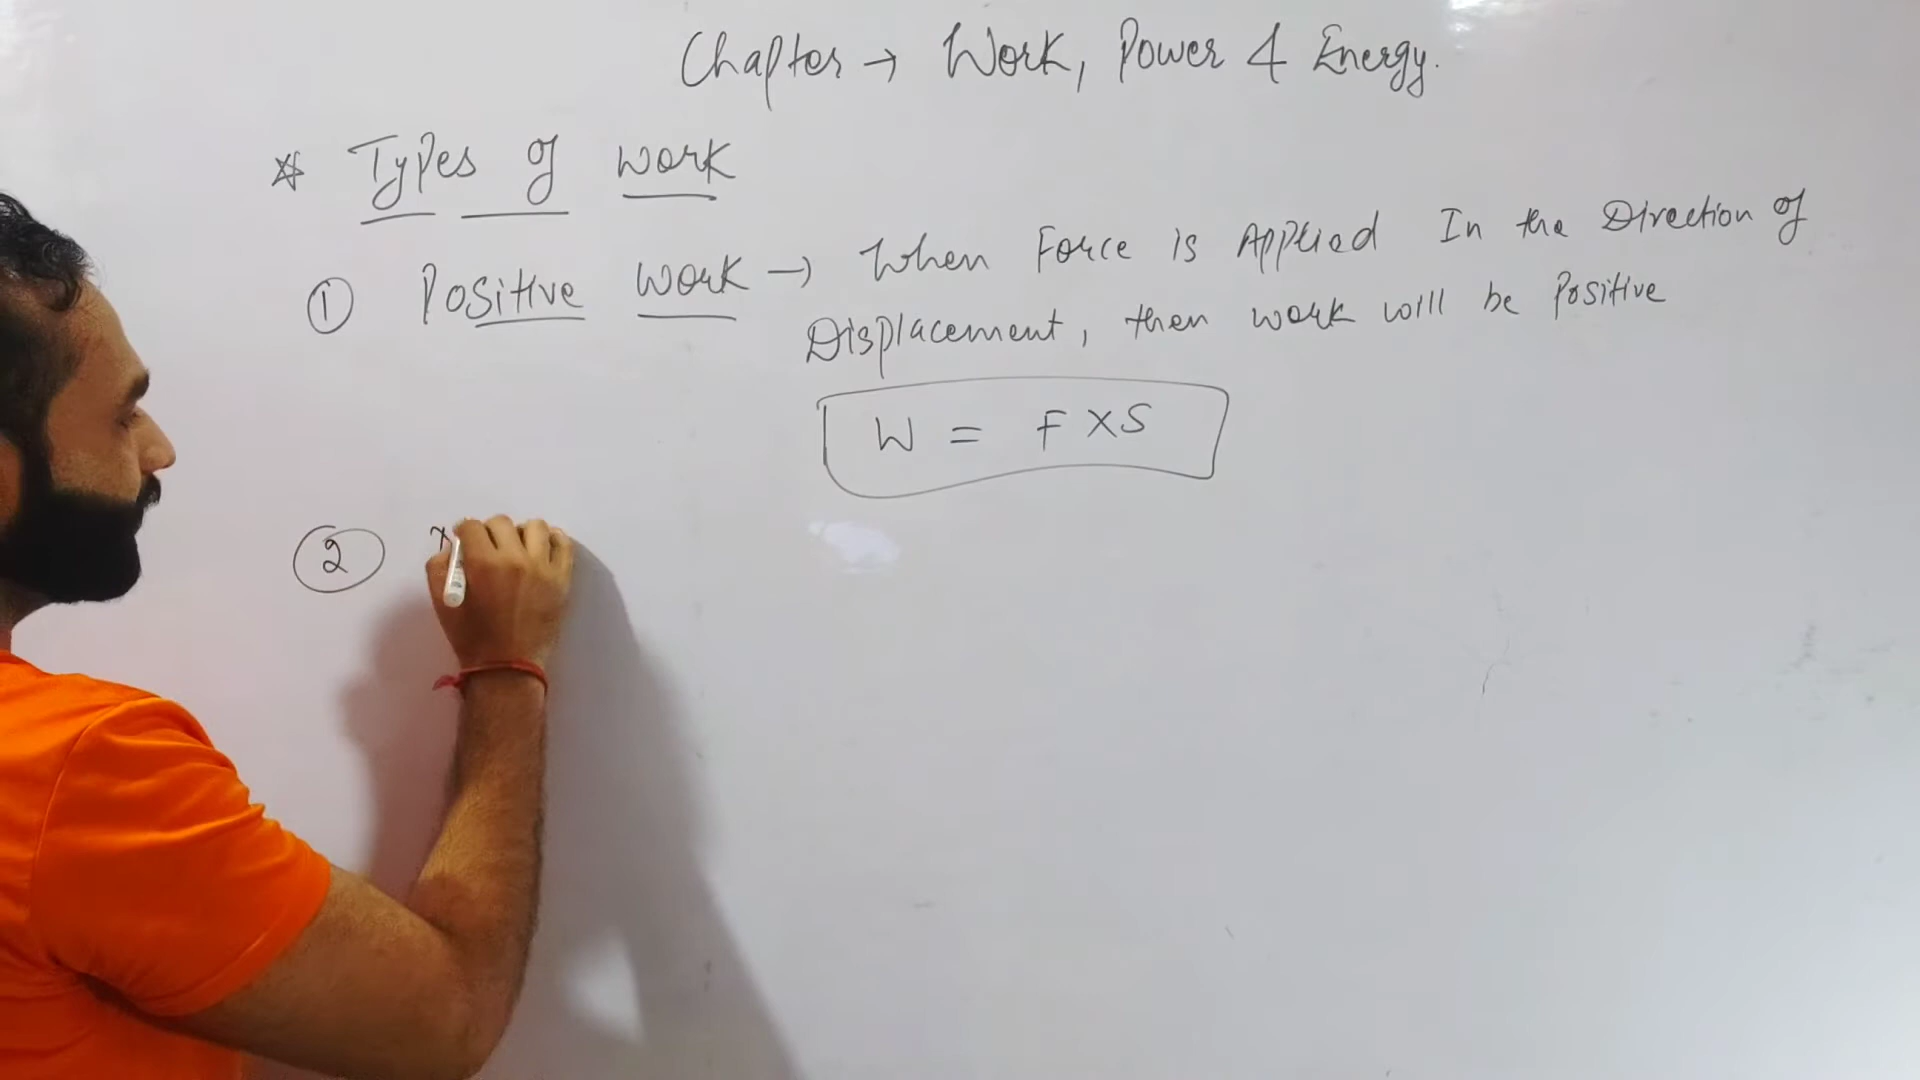 Chapter → Work, Power & Energy.
* Types of work
① Positive work → When Force is Applied In the Direction of
Displacement, then work will be Positive
W = F × S
②